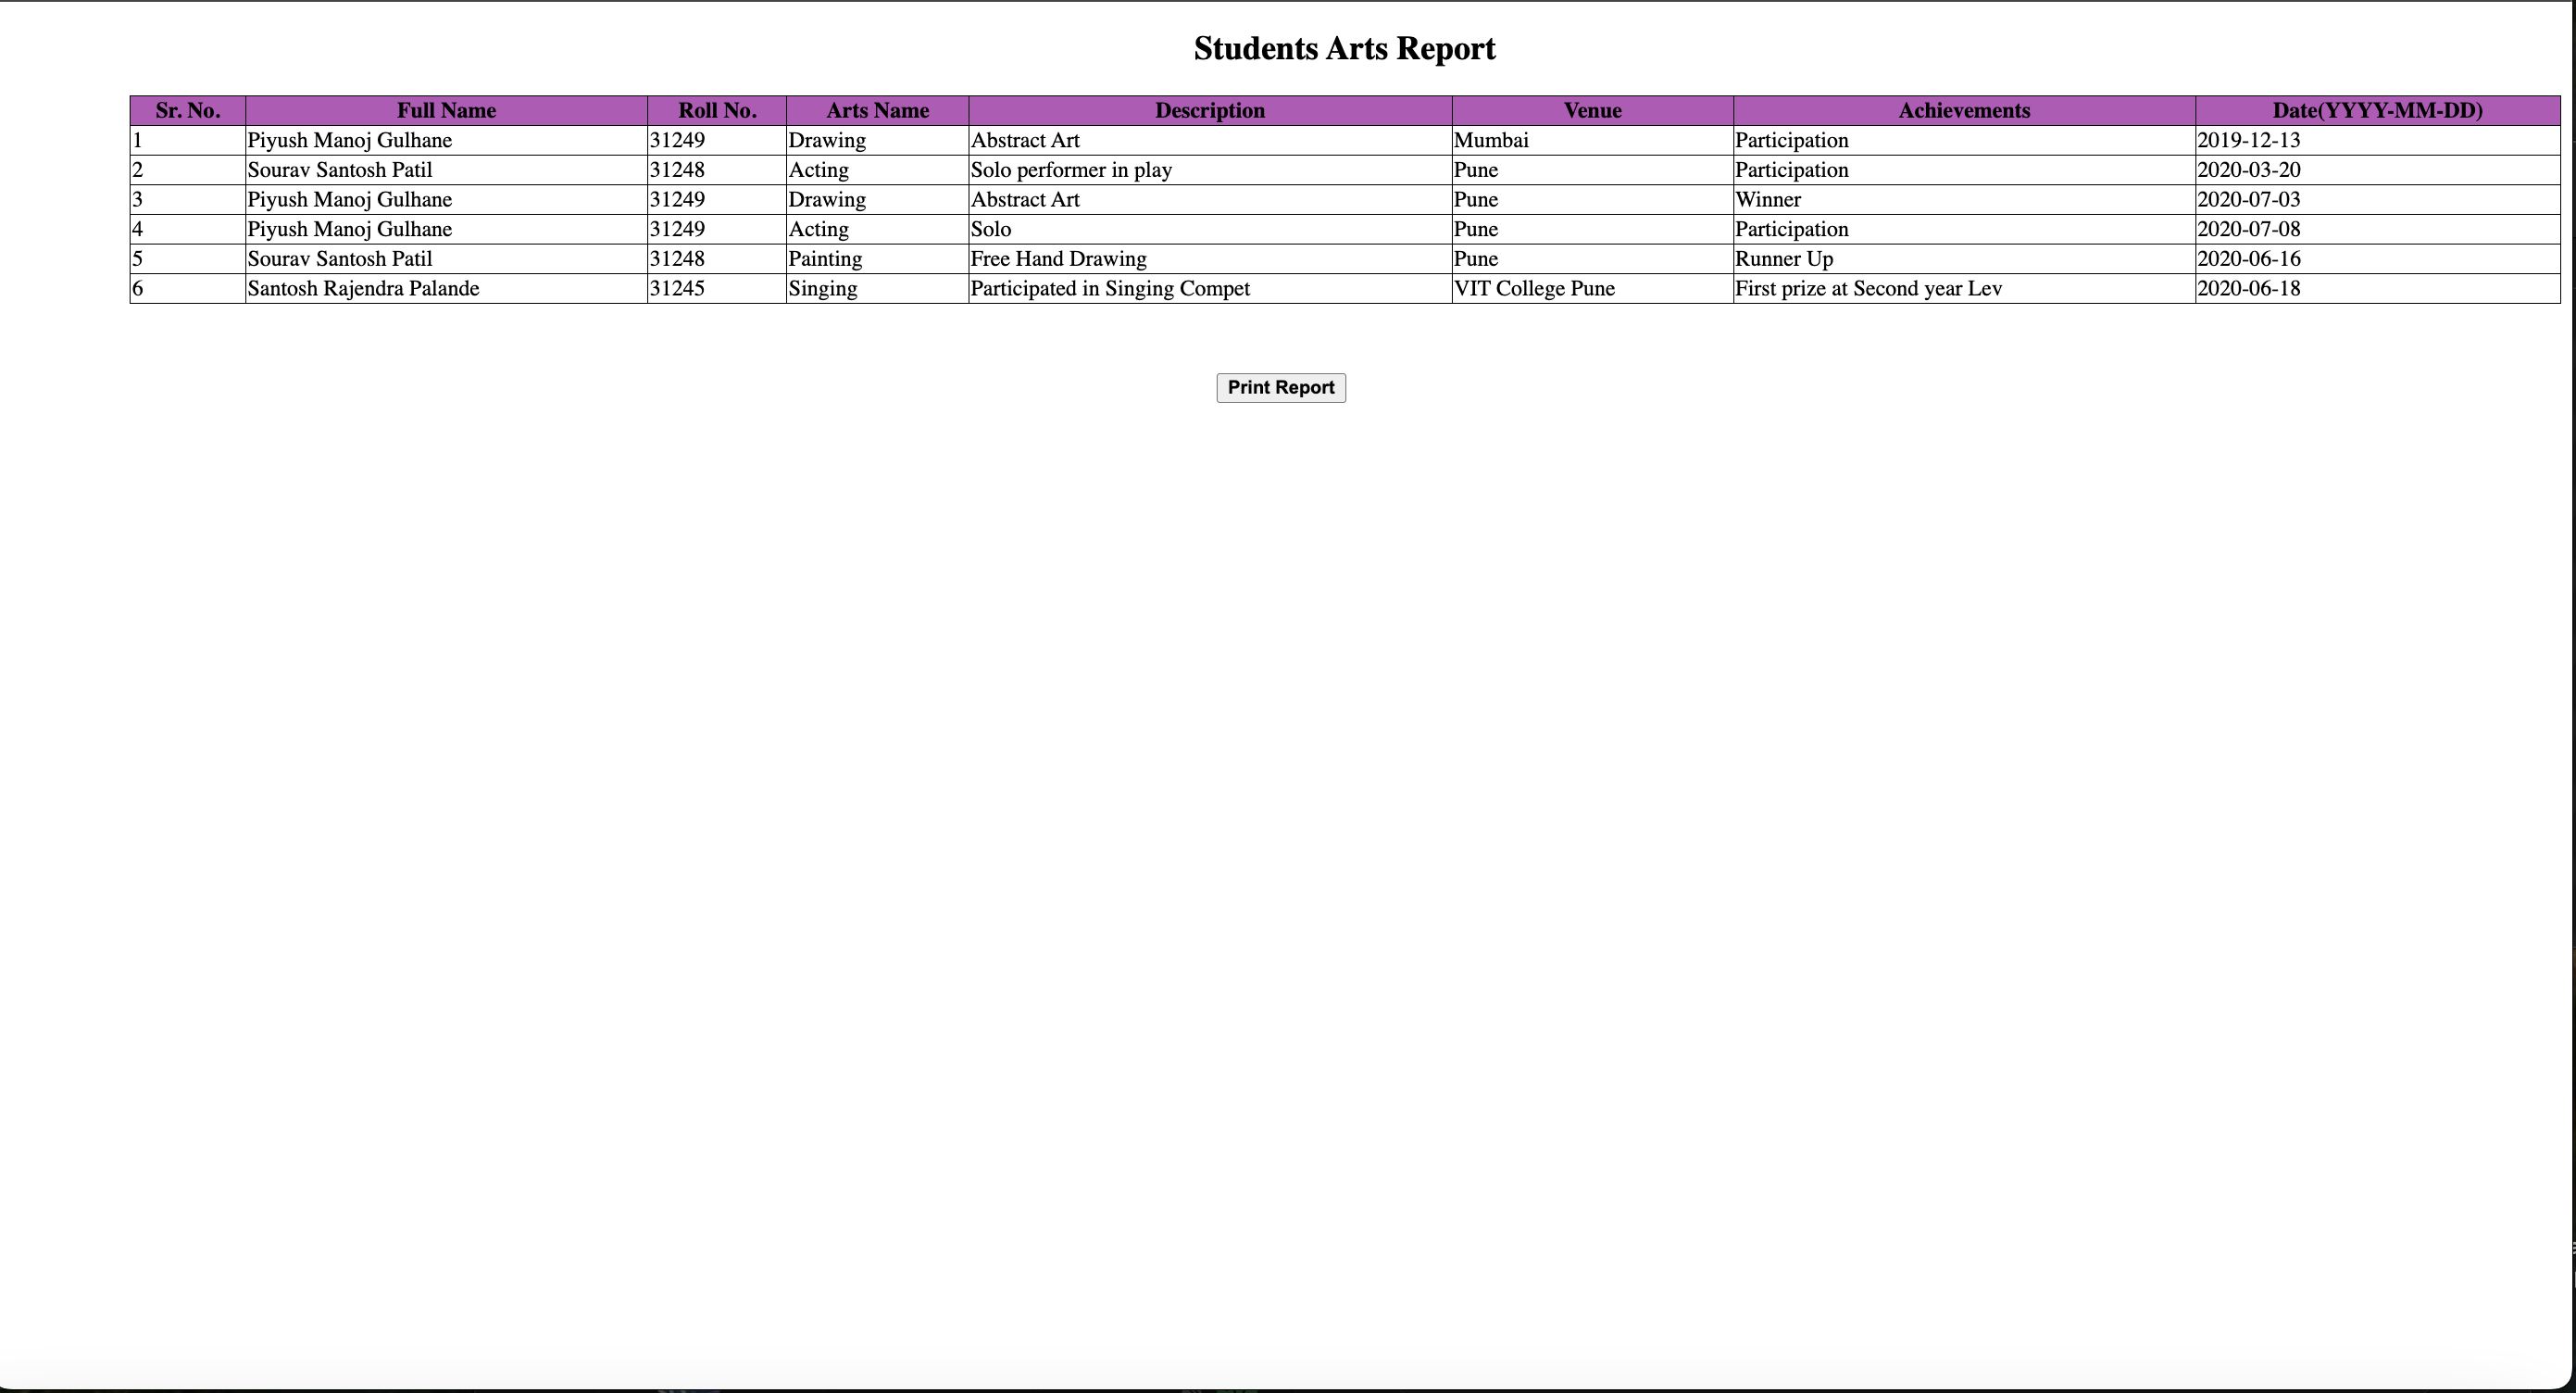 Students Arts Report
Sr. No. Full Name Roll No. Arts Name Description Venue Achievements Date(YYYY-MM-DD)
1 Piyush Manoj Gulhane 31249 Drawing Abstract Art Mumbai Participation 2019-12-13
2 Sourav Santosh Patil 31248 Acting Solo performer in play Pune Participation 2020-03-20
3 Piyush Manoj Gulhane 31249 Drawing Abstract Art Pune Winner 2020-07-03
4 Piyush Manoj Gulhane 31249 Acting Solo Pune Participation 2020-07-08
5 Sourav Santosh Patil 31248 Painting Free Hand Drawing Pune Runner Up 2020-06-16
6 Santosh Rajendra Palande 31245 Singing Participated in Singing Compet VIT College Pune First prize at Second year Lev 2020-06-18
Print Report